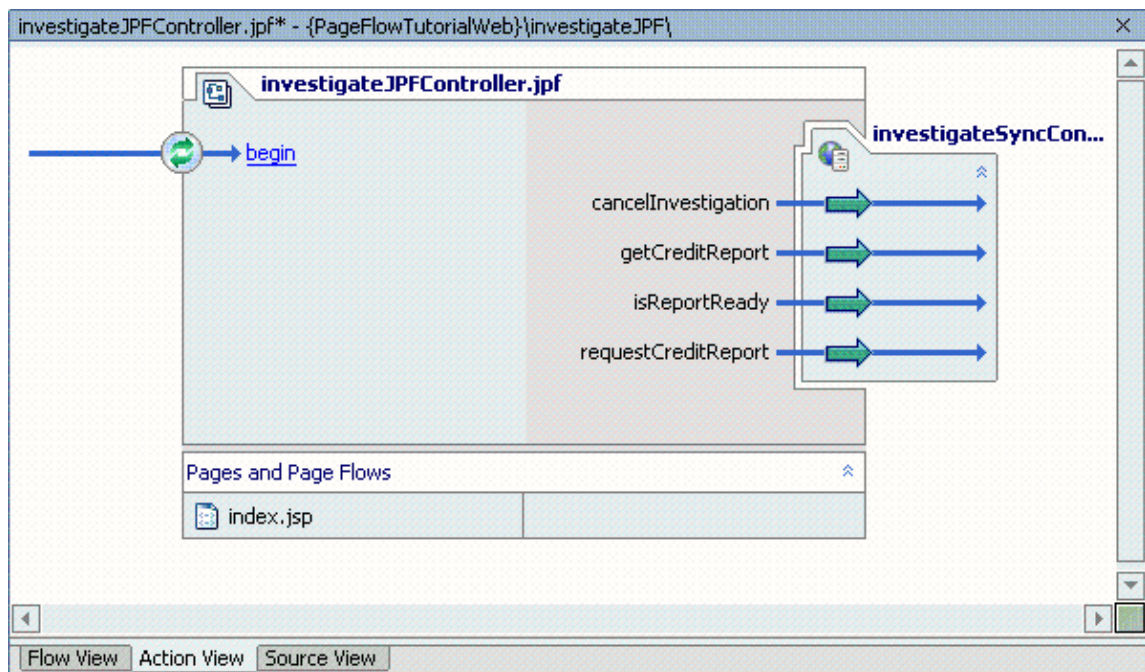 investigateJPFController.jpf* - {PageFlowTutorialWeb}\investigateJPF\
investigateJPFController.jpf
begin
investigateSyncCon...
cancelInvestigation
getCreditReport
isReportReady
requestCreditReport
Pages and Page Flows
index.jsp
Flow View Action View Source View